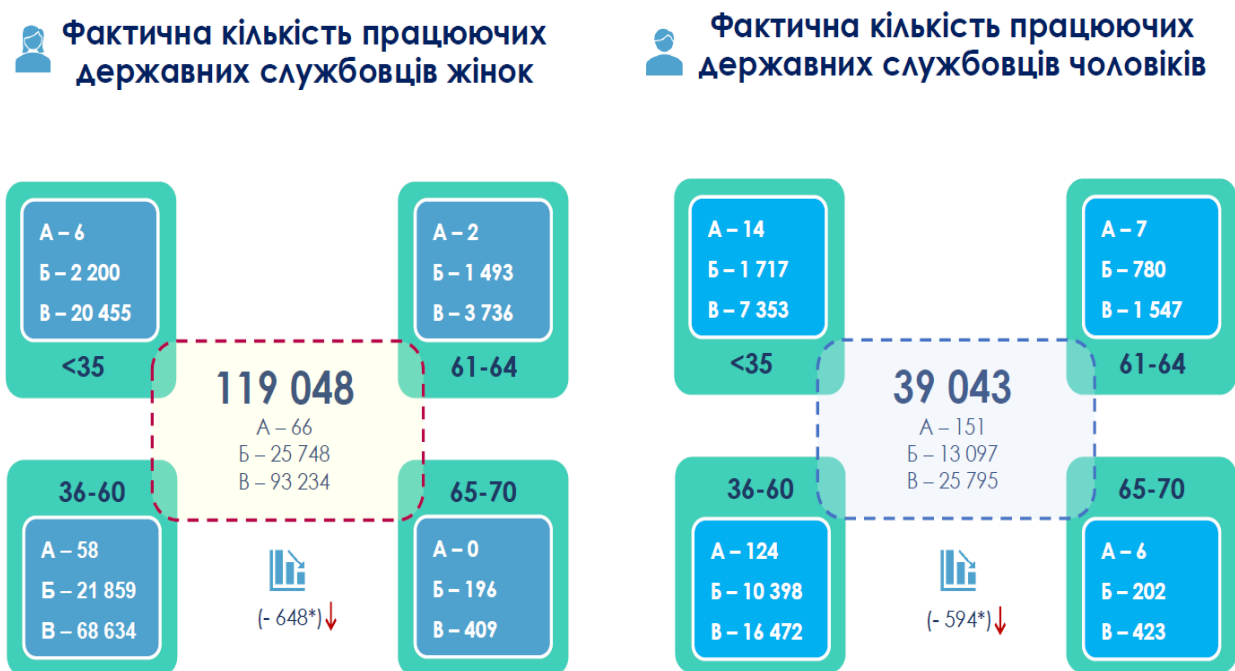 Фактична кількість працюючих
державних службовців жінок
А – 6
Б – 2 200
В – 20 455
<35
А – 2
Б – 1 493
В – 3 736
61-64
119 048
А – 66
Б – 25 748
В – 93 234
36-60
А – 58
Б – 21 859
В – 68 634
65-70
А – 0
Б – 196
В – 409
(- 648*)
Фактична кількість працюючих
державних службовців чоловіків
А – 14
Б – 1 717
В – 7 353
<35
А – 7
Б – 780
В – 1 547
61-64
39 043
А – 151
Б – 13 097
В – 25 795
36-60
А – 124
Б – 10 398
В – 16 472
65-70
А – 6
Б – 202
В – 423
(- 594*)